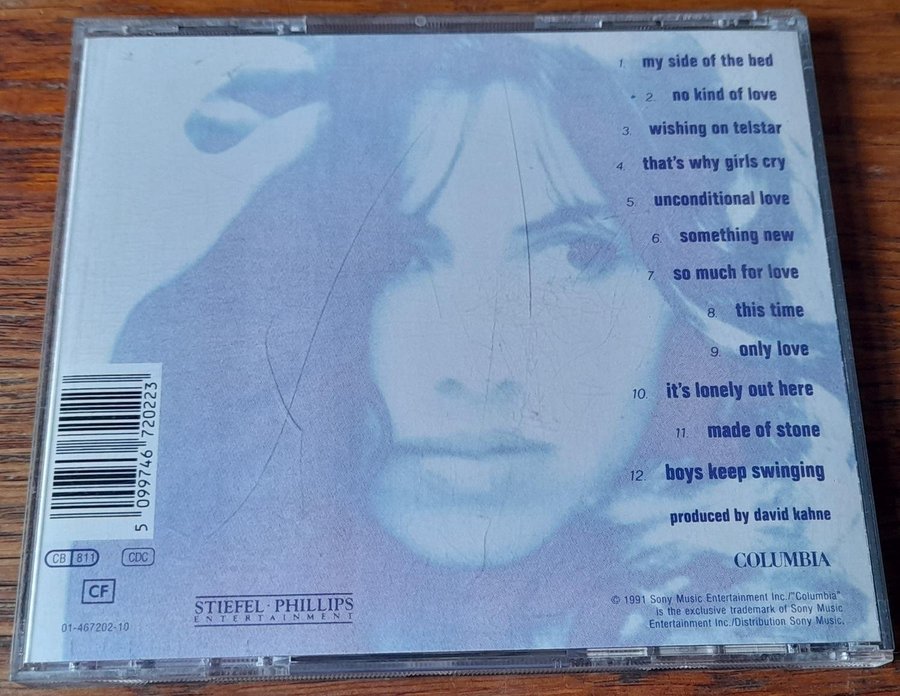 1. my side of the bed
2. no kind of love
3. wishing on telstar
4. that's why girls cry
5. unconditional love
6. something new
7. so much for love
8. this time
9. only love
10. it's lonely out here
11. made of stone
12. boys keep swinging
produced by david kahne
COLUMBIA
© 1991 Sony Music Entertainment Inc./"Columbia"
is the exclusive trademark of Sony Music
Entertainment Inc./Distribution Sony Music.
5 099746 720223
CB 811 CDC
CF
01-467202-10
STIEFEL · PHILLIPS
ENTERTAINMENT